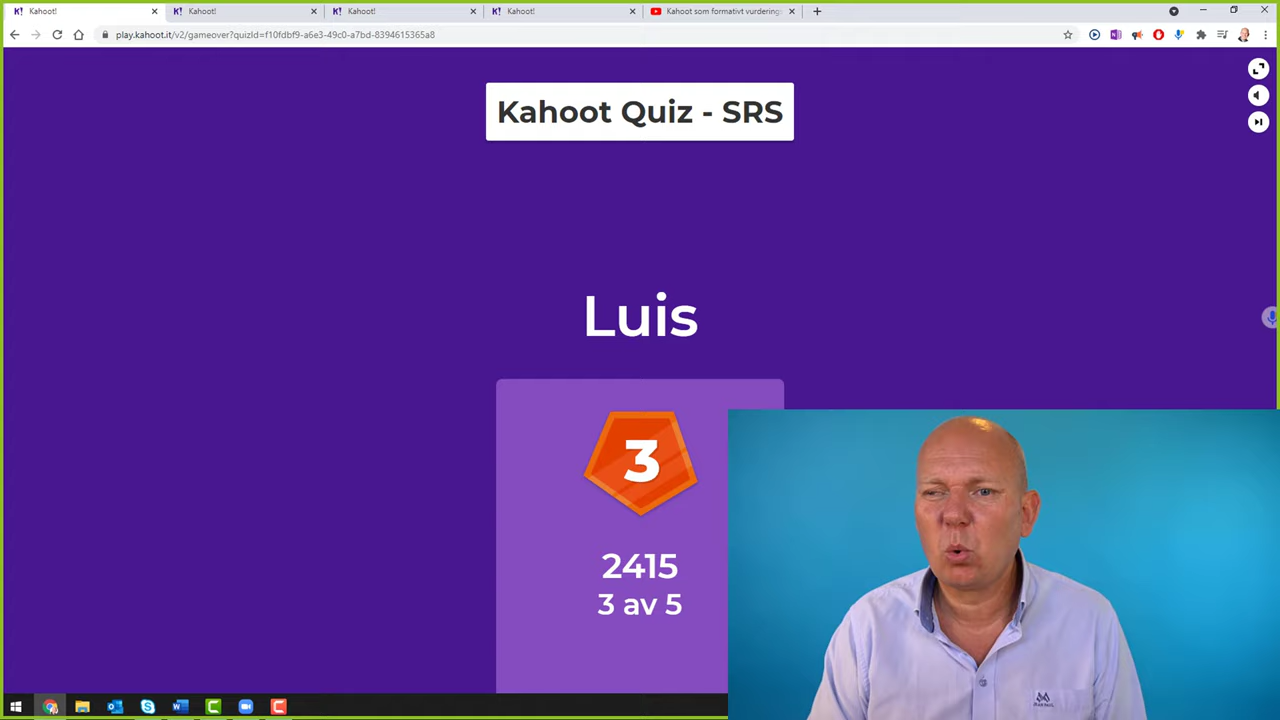 K! Kahoot!
K! Kahoot!
K! Kahoot!
K! Kahoot!
Kahoot som formativt vurdering
play.kahoot.it/v2/gameover?quizId=f10fdbf9-a6e3-49c0-a7bd-8394615365a8
Kahoot Quiz - SRS
Luis
3
2415
3 av 5